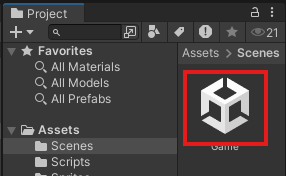 Project
21
Favorites
All Materials
All Models
All Prefabs
Assets
Scenes
Scripts
Assets > Scenes
Game